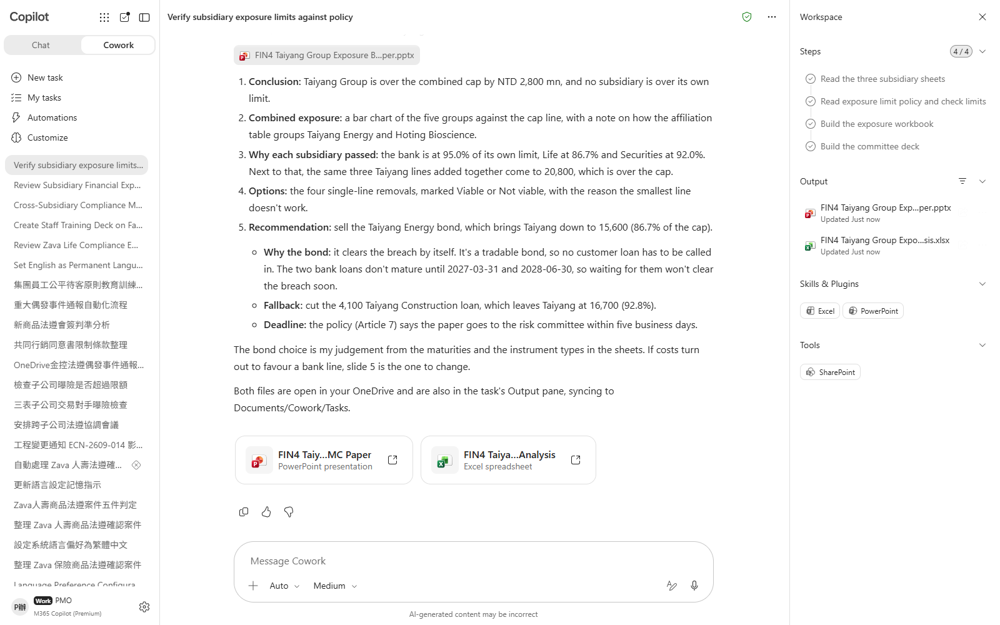 Copilot
Chat
Cowork
New task
My tasks
Automations
Customize
Verify subsidiary exposure limits...
Review Subsidiary Financial Exp...
Cross-Subsidiary Compliance M...
Create Staff Training Deck on Fa...
Review Zava Life Compliance E...
Set English as Permanent Langu...
集團員工公平待客原則教育訓練...
重大偶發事件通報自動化流程
新商品法遵會簽判準分析
共同行銷同意書限制條款整理
OneDrive金控法遵偶發事件通報...
檢查子公司曝險是否超過限額
三表子公司交易對手曝險檢查
安排跨子公司法遵協調會議
工程變更通知 ECN-2609-014 影...
自動處理 Zava 人壽法遵確...
更新語言設定記憶指示
Zava人壽商品法遵案件五件判定
整理 Zava 人壽商品法遵確認案件
設定系統語言偏好為繁體中文
整理 Zava 保險商品法遵確認案件
Language Preference Configura
P辦
Work PMO
M365 Copilot (Premium)
Verify subsidiary exposure limits against policy
FIN4 Taiyang Group Exposure B...per.pptx
1. Conclusion: Taiyang Group is over the combined cap by NTD 2,800 mn, and no subsidiary is over its own
limit.
2. Combined exposure: a bar chart of the five groups against the cap line, with a note on how the affiliation
table groups Taiyang Energy and Hoting Bioscience.
3. Why each subsidiary passed: the bank is at 95.0% of its own limit, Life at 86.7% and Securities at 92.0%.
Next to that, the same three Taiyang lines added together come to 20,800, which is over the cap.
4. Options: the four single-line removals, marked Viable or Not viable, with the reason the smallest line
doesn't work.
5. Recommendation: sell the Taiyang Energy bond, which brings Taiyang down to 15,600 (86.7% of the cap).
Why the bond: it clears the breach by itself. It's a tradable bond, so no customer loan has to be called
in. The two bank loans don't mature until 2027-03-31 and 2028-06-30, so waiting for them won't clear
the breach soon.
Fallback: cut the 4,100 Taiyang Construction loan, which leaves Taiyang at 16,700 (92.8%).
Deadline: the policy (Article 7) says the paper goes to the risk committee within five business days.
The bond choice is my judgement from the maturities and the instrument types in the sheets. If costs turn
out to favour a bank line, slide 5 is the one to change.
Both files are open in your OneDrive and are also in the task's Output pane, syncing to
Documents/Cowork/Tasks.
FIN4 Taiy...MC Paper
PowerPoint presentation
FIN4 Taiya...Analysis
Excel spreadsheet
Message Cowork
Auto
Medium
AI-generated content may be incorrect
Workspace
Steps
4 / 4
Read the three subsidiary sheets
Read exposure limit policy and check limits
Build the exposure workbook
Build the committee deck
Output
FIN4 Taiyang Group Exp...per.pptx
Updated Just now
FIN4 Taiyang Group Expo...sis.xlsx
Updated Just now
Skills & Plugins
Excel
PowerPoint
Tools
SharePoint